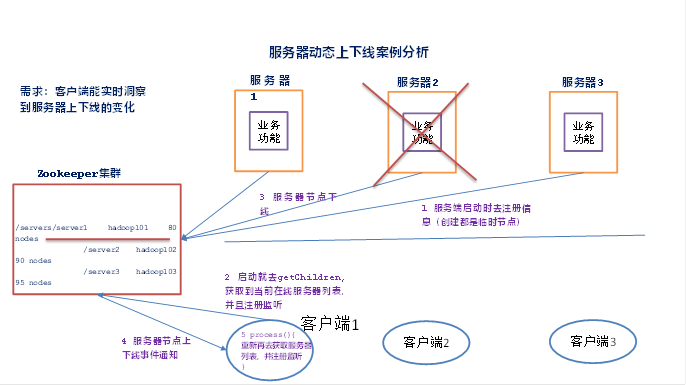 服务器动态上下线案例分析
需求：客户端能实时洞察
到服务器上下线的变化
服务器
1
服务器2
服务器3
业务
功能
业务
功能
业务
功能
Zookeeper集群
/servers/server1 hadoop101 80
nodes
/server2 hadoop102
90 nodes
/server3 hadoop103
95 nodes
3 服务器节点下
线
1 服务端启动时去注册信
息（创建都是临时节点）
2 启动就去getChildren，
获取到当前在线服务器列表，
并且注册监听
4 服务器节点上
下线事件通知
5 process(){
重新再去获取服务器
列表，并注册监听
}
客户端1
客户端2
客户端3